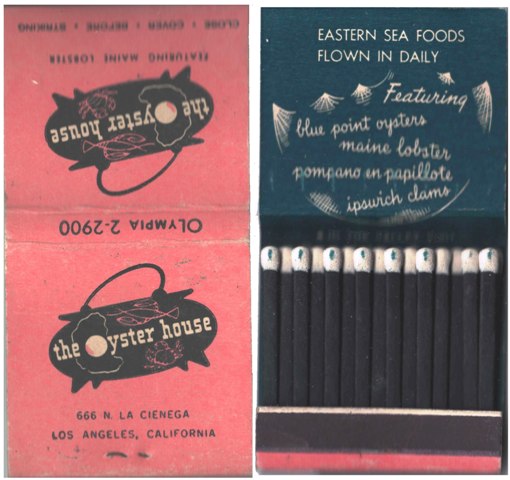 CLOSE • COVER • BEFORE • STRIKING
FEATURING MAINE LOBSTER
the Oyster house
OLYMPIA 2-2900
the Oyster house
666 N. LA CIENEGA
LOS ANGELES, CALIFORNIA
EASTERN SEA FOODS
FLOWN IN DAILY
Featuring
blue point oysters
maine lobster
pompano en papillote
ipswich clams